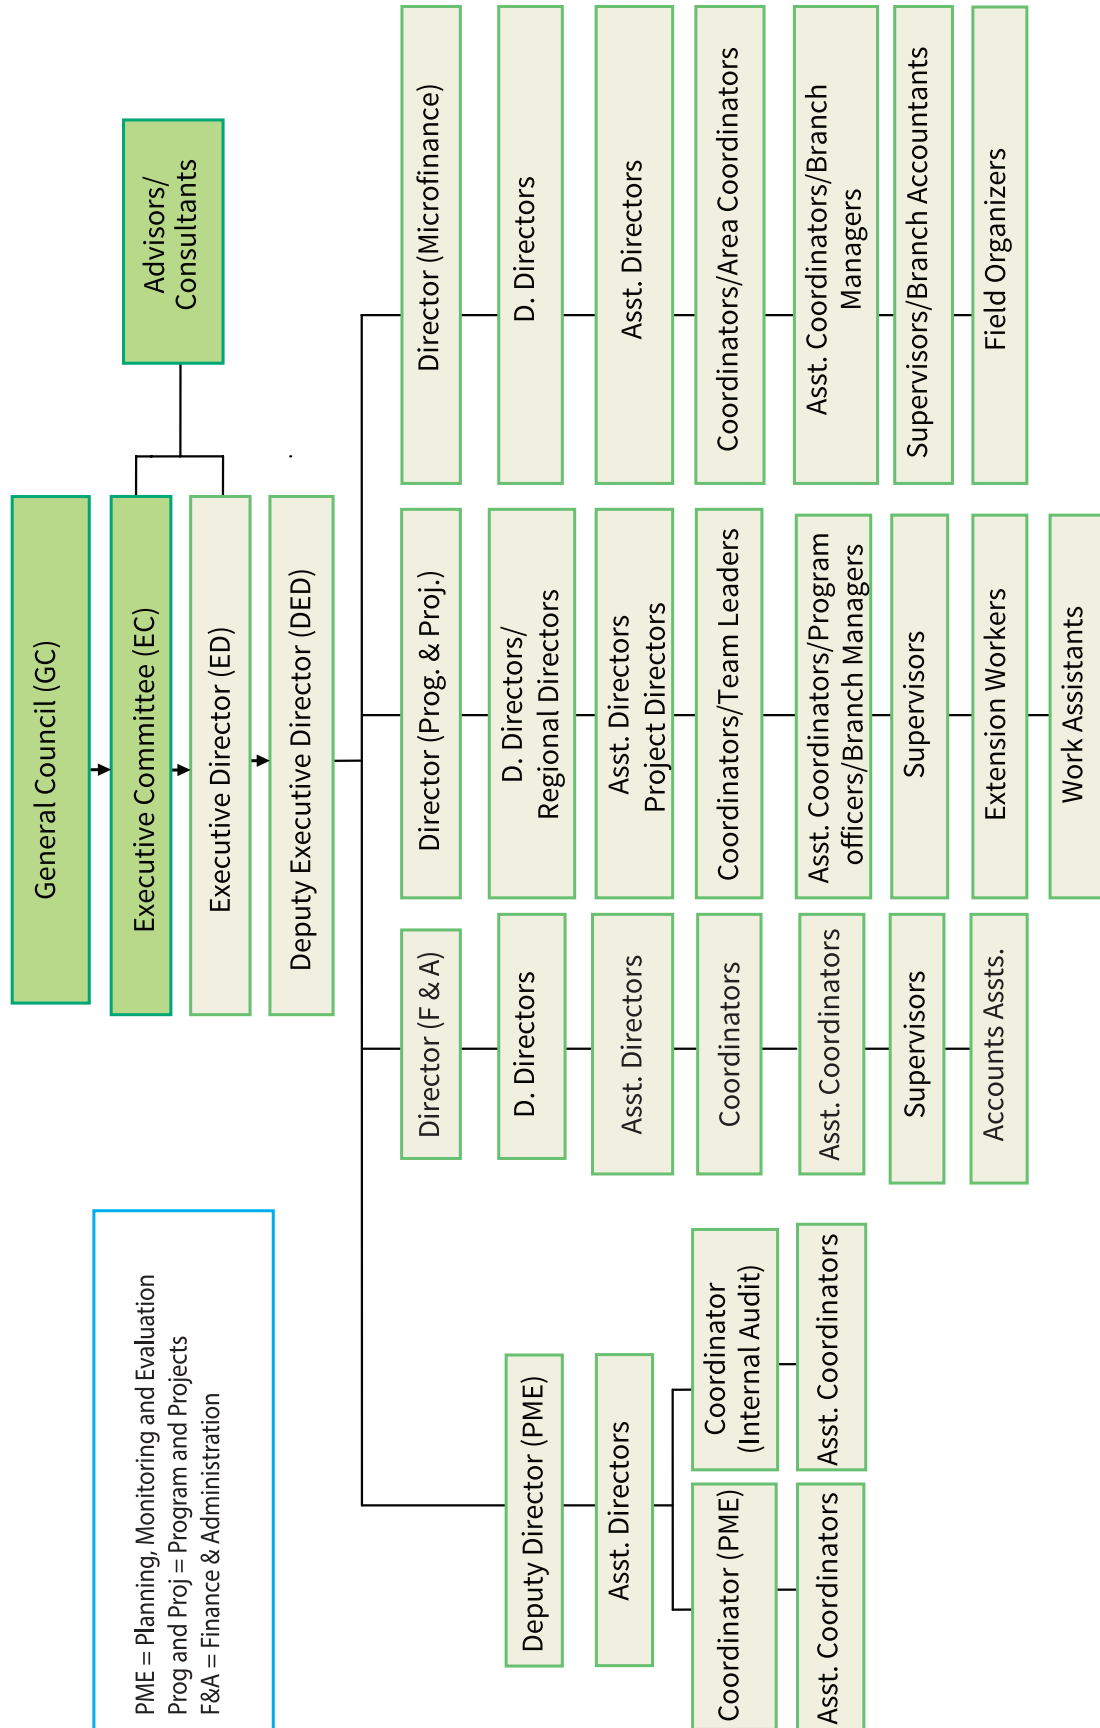 General Council (GC)
Executive Committee (EC)
Advisors/
Consultants
Executive Director (ED)
Deputy Executive Director (DED)
PME = Planning, Monitoring and Evaluation
Prog and Proj = Program and Projects
F&A = Finance & Administration
Deputy Director (PME)
Asst. Directors
Coordinator (PME)
Asst. Coordinators
Coordinator
(Internal Audit)
Asst. Coordinators
Director (F & A)
D. Directors
Asst. Directors
Coordinators
Asst. Coordinators
Supervisors
Accounts Assts.
Director (Prog. & Proj.)
D. Directors/
Regional Directors
Asst. Directors
Project Directors
Coordinators/Team Leaders
Asst. Coordinators/Program
officers/Branch Managers
Supervisors
Extension Workers
Work Assistants
Director (Microfinance)
D. Directors
Asst. Directors
Coordinators/Area Coordinators
Asst. Coordinators/Branch
Managers
Supervisors/Branch Accountants
Field Organizers